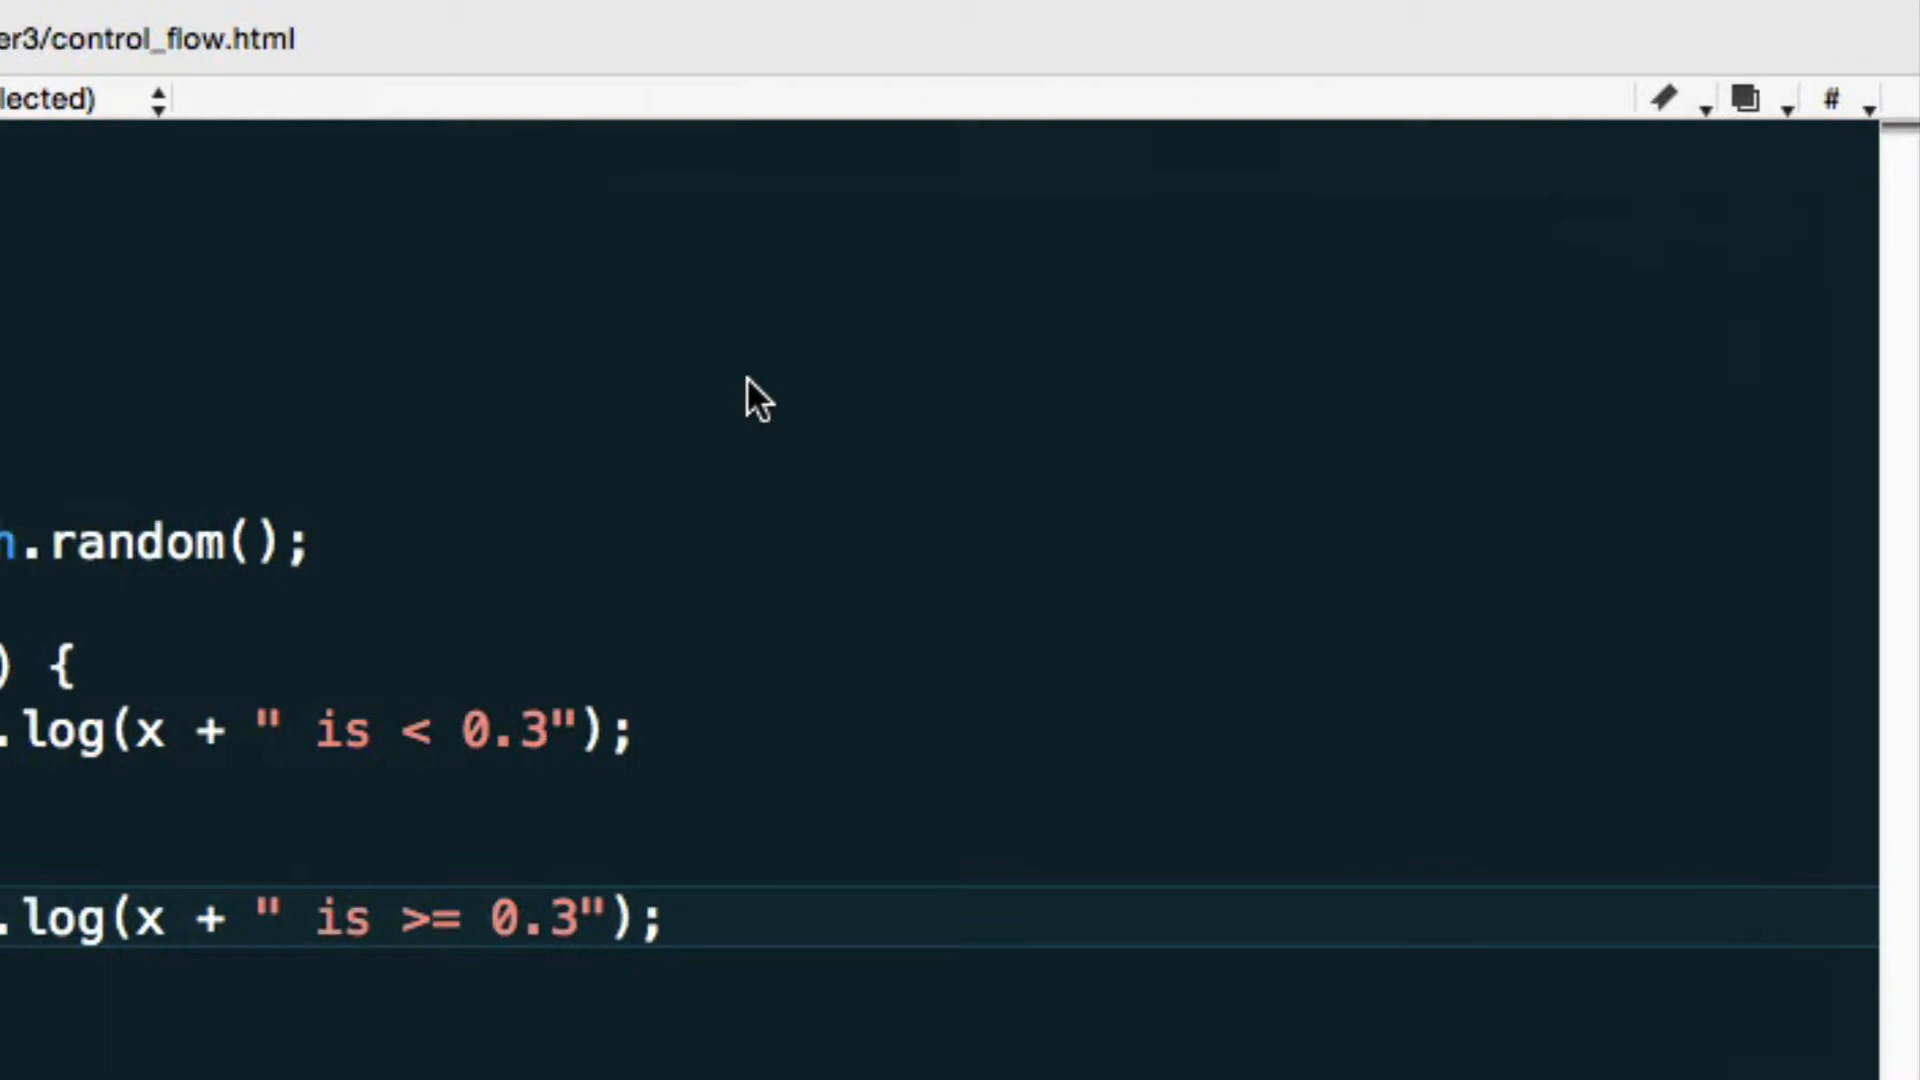 er3/control_flow.html
lected)
#
.random();
) {
.log(x + " is < 0.3");
.log(x + " is >= 0.3");